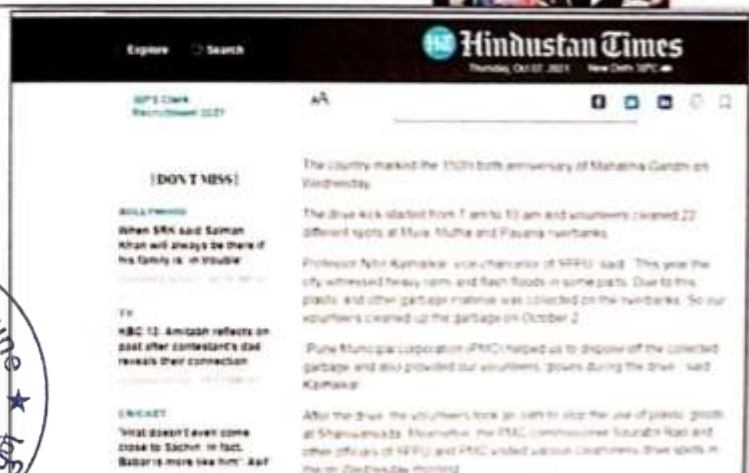 Explore Search
Hindustan Times
Thursday, Oct 07, 2021 New Delhi 30°C
IBPS Clerk
Recruitment 2021
AA
[DON'T MISS]
BOLLYWOOD
When SRK said Salman
Khan will always be there if
his family is 'in trouble'
TV
KBC 13: Amitabh reflects on
past after contestant's dad
reveals their connection
CRICKET
'What doesn't even come
close to Sachin. In fact,
Babar is more like him': Asif
The country marked the 150th birth anniversary of Mahatma Gandhi on
Wednesday.
The drive kick started from 7 am to 10 am and volunteers cleaned 22
different spots at Mula, Mutha and Pavana riverbanks.
Professor Nitin Karmalkar, vice-chancellor of SPPU, said, "This year the
city witnessed heavy rains and flash floods in some parts. Due to this
plastic and other garbage material was collected on the riverbanks. So our
volunteers cleaned up the garbage on October 2.
"Pune Municipal corporation (PMC) helped us to dispose off the collected
garbage and also provided our volunteers, gloves during the drive," said
Karmalkar.
After the drive, the volunteers took an oath to stop the use of plastic goods
at Shaniwarwada. Meanwhile, the PMC commissioner Saurabh Rao and
other officials of SPPU and PMC visited various cleanliness drive spots in
the on Wednesday morning.